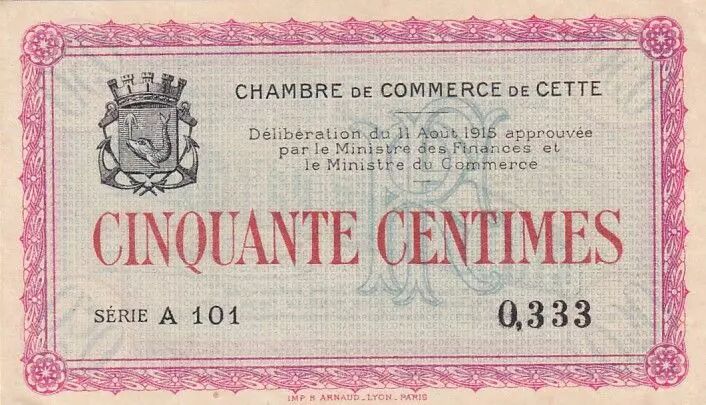 CHAMBRE DE COMMERCE DE CETTE
Délibération du 11 Août 1915 approuvée
par le Ministre des Finances et
le Ministre du Commerce
CINQUANTE CENTIMES
SÉRIE A 101
0,333
IMP B ARNAUD_LYON_PARIS